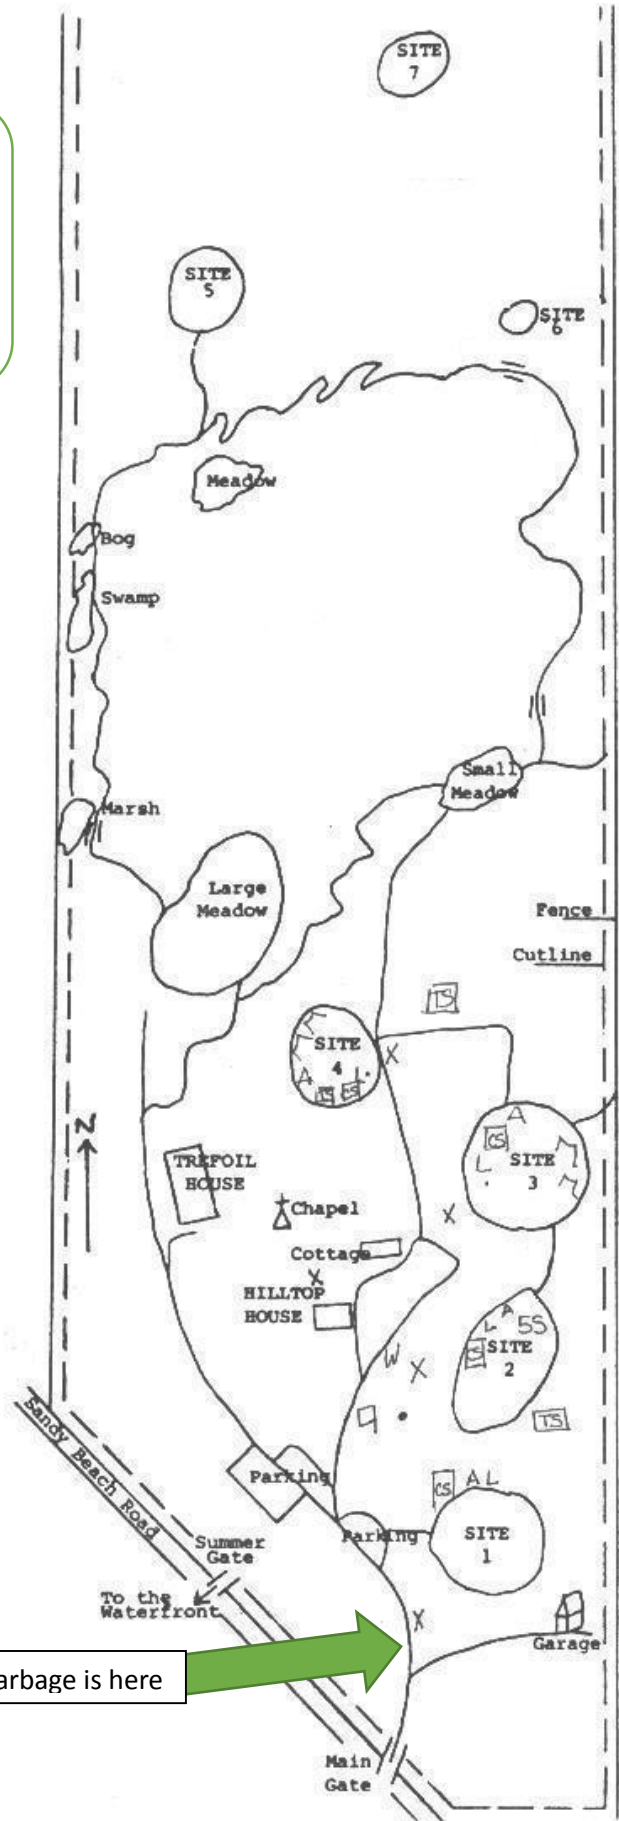 SITE
7
SITE
5
SITE
6
Meadow
Bog
Swamp
Small
Meadow
Marsh
Large
Meadow
Fence
Cutline
TS
SITE
4
A
L
TS
CS
X
N
A
CS
L
SITE
3
TREFOIL
HOUSE
Chapel
X
Cottage
X
HILLTOP
HOUSE
A
L
5S
CS
SITE
2
W
X
TS
Sandy Beach Road
Parking
CS
A L
Parking
SITE
1
Summer
Gate
To the
Waterfront
X
Garage
arbage is here
Main
Gate